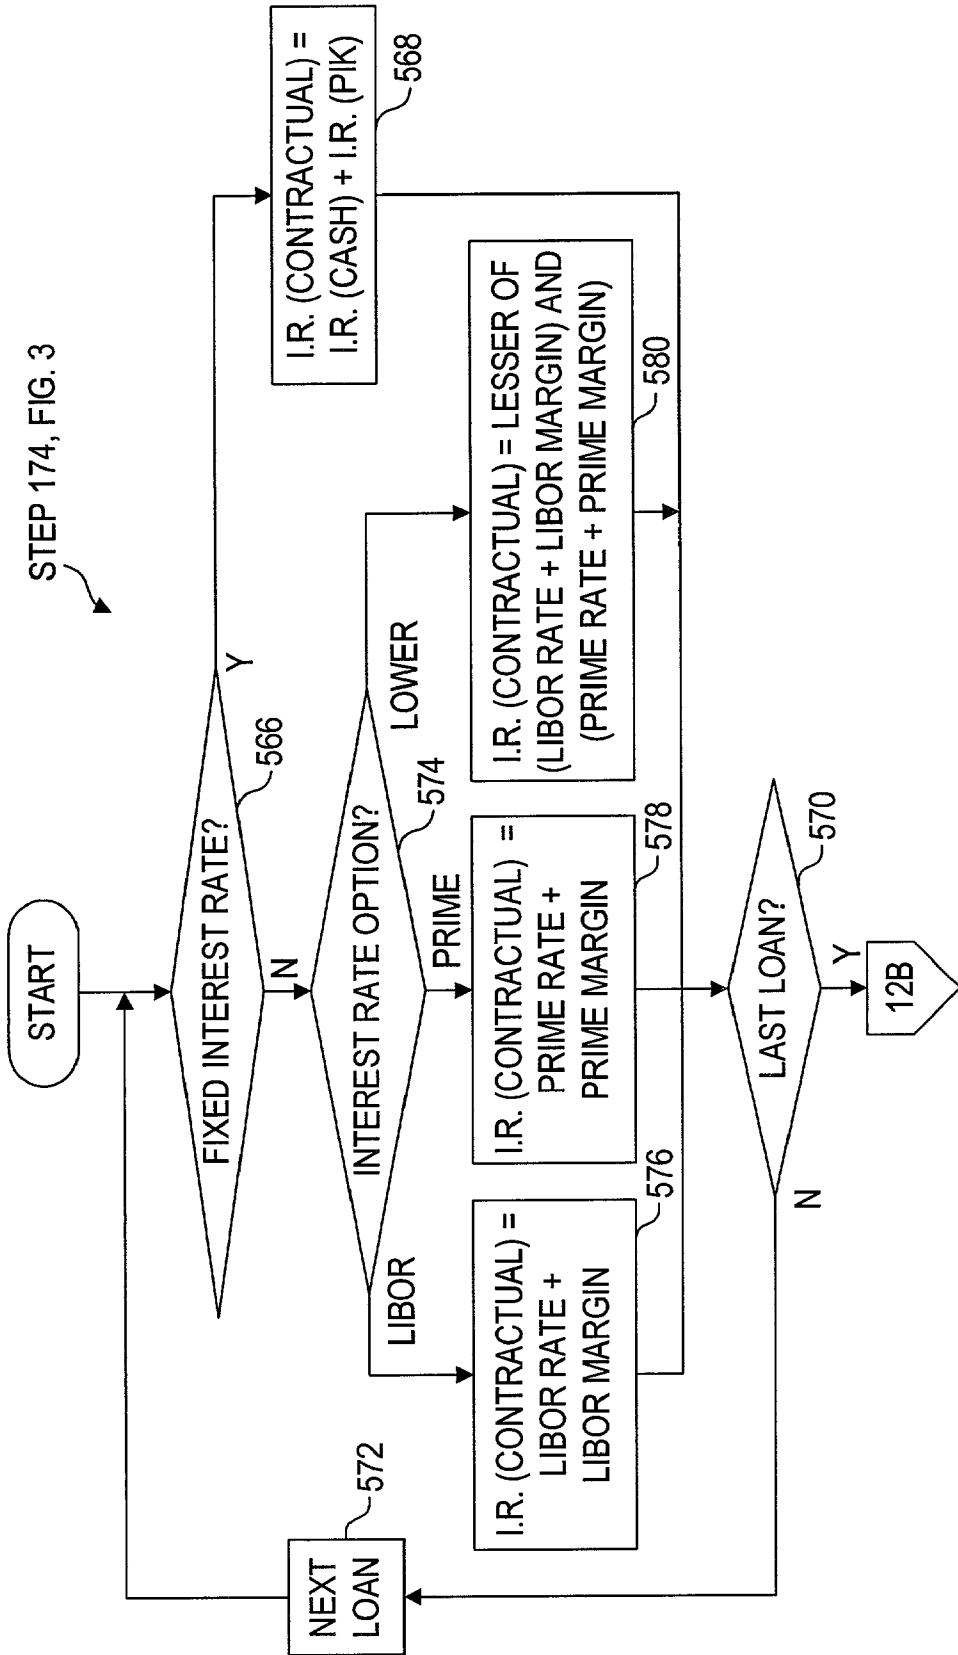 STEP 174, FIG. 3
START
FIXED INTEREST RATE?
566
Y
N
I.R. (CONTRACTUAL) =
I.R. (CASH) + I.R. (PIK)
568
INTEREST RATE OPTION?
574
LIBOR
PRIME
LOWER
NEXT
LOAN
572
I.R. (CONTRACTUAL) =
LIBOR RATE +
LIBOR MARGIN
576
I.R. (CONTRACTUAL) =
PRIME RATE +
PRIME MARGIN
578
I.R. (CONTRACTUAL) = LESSER OF
(LIBOR RATE + LIBOR MARGIN) AND
(PRIME RATE + PRIME MARGIN)
580
LAST LOAN?
570
N
Y
12B